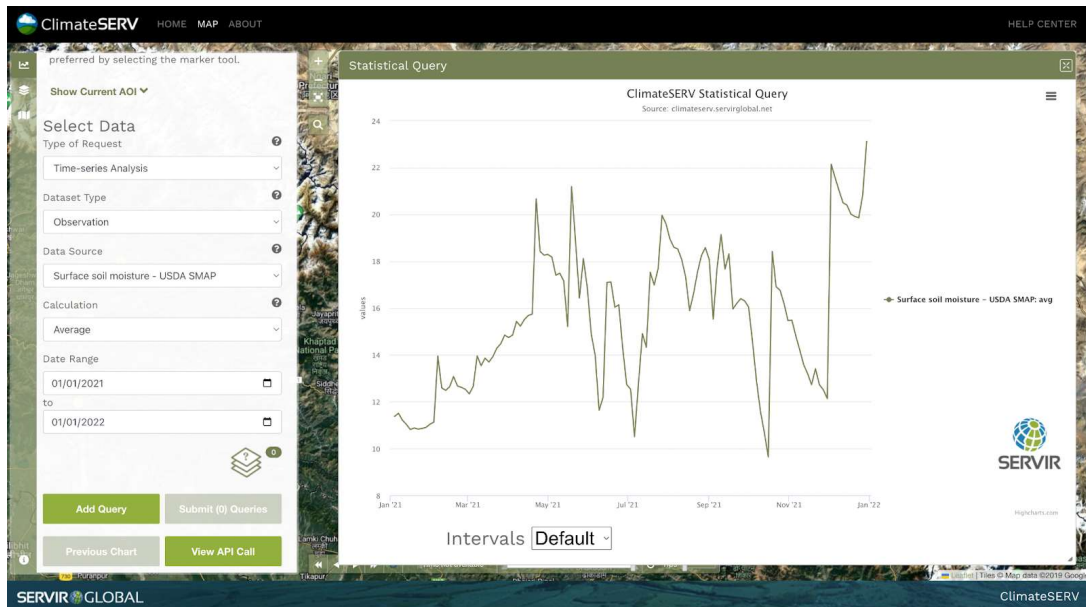 ClimateSERV HOME MAP ABOUT HELP CENTER
preferred by selecting the marker tool.
Show Current AOI
Select Data
Type of Request
Time-series Analysis
Dataset Type
Observation
Data Source
Surface soil moisture - USDA SMAP
Calculation
Average
Date Range
01/01/2021
to
01/01/2022
0
Add Query Submit (0) Queries
Previous Chart View API Call
Statistical Query
ClimateSERV Statistical Query
Source: climateserv.servirglobal.net
24
22
20
18
16
14
12
10
8
values
Jan '21 Mar '21 May '21 Jul '21 Sep '21 Nov '21 Jan '22
Surface soil moisture - USDA SMAP: avg
SERVIR
Highcharts.com
Intervals Default
Puranpur
Tikapur
Leaflet | Tiles © Map data ©2019 Google
SERVIR GLOBAL ClimateSERV